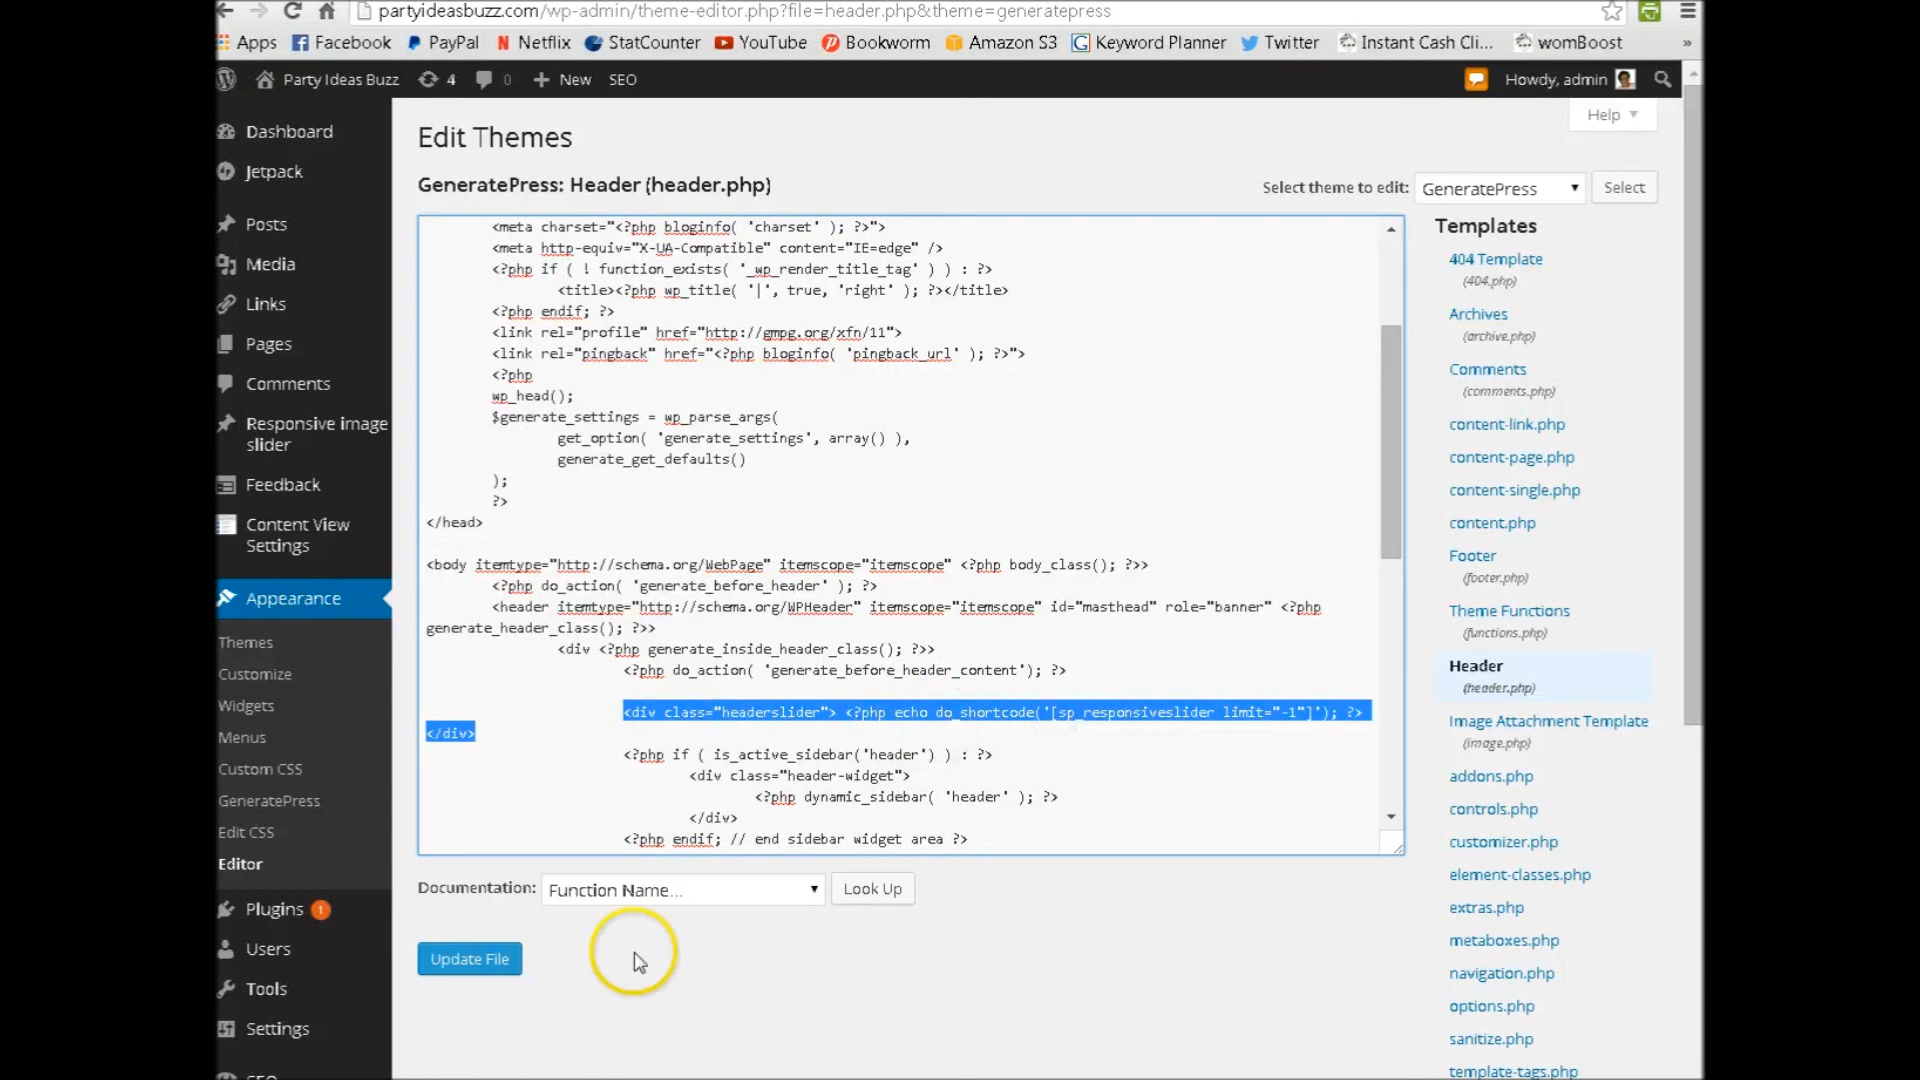 partyideasbuzz.com/wp-admin/theme-editor.php?file=header.php&theme=generatepress
Apps Facebook PayPal Netflix StatCounter YouTube Bookworm Amazon S3 Keyword Planner Twitter Instant Cash Cli... womBoost »
Party Ideas Buzz 4 0 New SEO Howdy, admin
Help
Dashboard
Jetpack
Posts
Media
Links
Pages
Comments
Responsive image
slider
Feedback
Content View
Settings
Appearance
Themes
Customize
Widgets
Menus
Custom CSS
GeneratePress
Edit CSS
Editor
Plugins 1
Users
Tools
Settings
SEO
Edit Themes
GeneratePress: Header (header.php)
Select theme to edit: GeneratePress Select
<meta charset="<?php bloginfo( 'charset' ); ?>">
<meta http-equiv="X-UA-Compatible" content="IE=edge" />
<?php if ( ! function_exists( '_wp_render_title_tag' ) ) : ?>
<title><?php wp_title( '|', true, 'right' ); ?></title>
<?php endif; ?>
<link rel="profile" href="http://gmpg.org/xfn/11">
<link rel="pingback" href="<?php bloginfo( 'pingback_url' ); ?>">
<?php
wp_head();
$generate_settings = wp_parse_args(
get_option( 'generate_settings', array() ),
generate_get_defaults()
);
?>
</head>
<body itemtype="http://schema.org/WebPage" itemscope="itemscope" <?php body_class(); ?>>
<?php do_action( 'generate_before_header' ); ?>
<header itemtype="http://schema.org/WPHeader" itemscope="itemscope" id="masthead" role="banner" <?php
generate_header_class(); ?>>
<div <?php generate_inside_header_class(); ?>>
<?php do_action( 'generate_before_header_content'); ?>
<div class="headerslider"> <?php echo do_shortcode('[sp_responsiveslider limit="-1"]'); ?>
</div>
<?php if ( is_active_sidebar('header') ) : ?>
<div class="header-widget">
<?php dynamic_sidebar( 'header' ); ?>
</div>
<?php endif; // end sidebar widget area ?>
Documentation: Function Name... Look Up
Update File
Templates
404 Template
(404.php)
Archives
(archive.php)
Comments
(comments.php)
content-link.php
content-page.php
content-single.php
content.php
Footer
(footer.php)
Theme Functions
(functions.php)
Header
(header.php)
Image Attachment Template
(image.php)
addons.php
controls.php
customizer.php
element-classes.php
extras.php
metaboxes.php
navigation.php
options.php
sanitize.php
template-tags.php